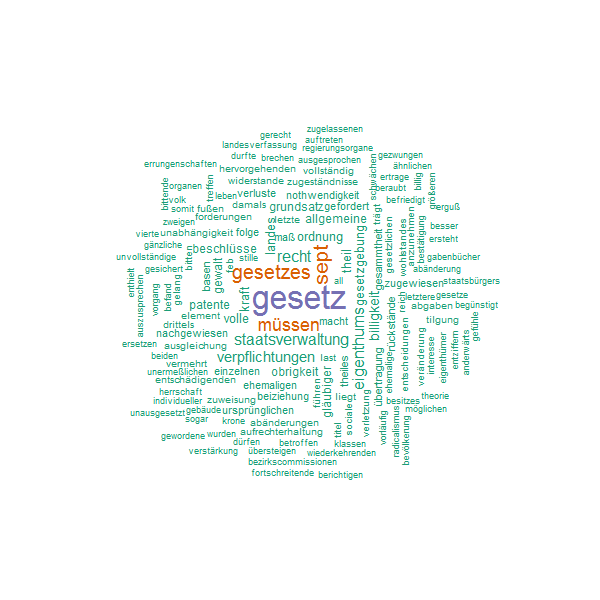 zugelassenen
gerecht
auftreten
landesverfassung
regierungsorgane
durfte
brechen
ausgesprochen
gezwungen
errungenschaften
hervorgehenden
vollständig
schwächen
ähnlichen
bittende
organen
treffen
widerstande
zugeständnisse
ertrage
billig
größeren
volk
leben
verluste
nothwendigkeit
beraubt
somit
fußen
damals
grundsatz
gefordert
trägt
befriedigt
erguß
zweigen
forderungen
letzte
allgemeine
gesetzlichen
wohlstandes
anzunehmen
bestätigung
besser
vierte
unabhängigkeit
folge
landes
maß
ordnung
gesetzgebung
gesammtheit
ersteht
gänzliche
bitte
beschlüsse
stille
unvollständige
basen
gewalt
feb
recht
sept
theil
gabenbücher
gesichert
gelang
gesetzes
all
zugewiesen
abänderung
staatsbürgers
enthielt
vorgang
befand
kraft
gesetz
eigenthums
billigkeit
reich
letztere
gesetze
auszusprechen
patente
abgaben
begünstigt
element
volle
müssen
macht
rückstände
tilgung
gefühle
drittels
nachgewiesen
staatsverwaltung
entscheidungen
veränderung
interesse
eigenthümer
entziffern
anderwärts
ersetzen
ausgleichung
beiden
verpflichtungen
last
theiles
übertragung
ehemalige
vermehrt
einzelnen
obrigkeit
unermeßlichen
entschädigenden
ehemaligen
führen
gläubiger
theorie
herrschaft
beiziehung
liegt
besitzes
individueller
zuweisung
sociale
verletzung
möglichen
unausgesetzt
gebäude
ursprünglichen
vorläufig
radicalismus
bevölkerung
sogar
krone
abänderungen
titel
gewordene
wurden
aufrechterhaltung
klassen
dürfen
betroffen
verstärkung
übersteigen
wiederkehrenden
bezirkscommissionen
fortschreitende
berichtigen